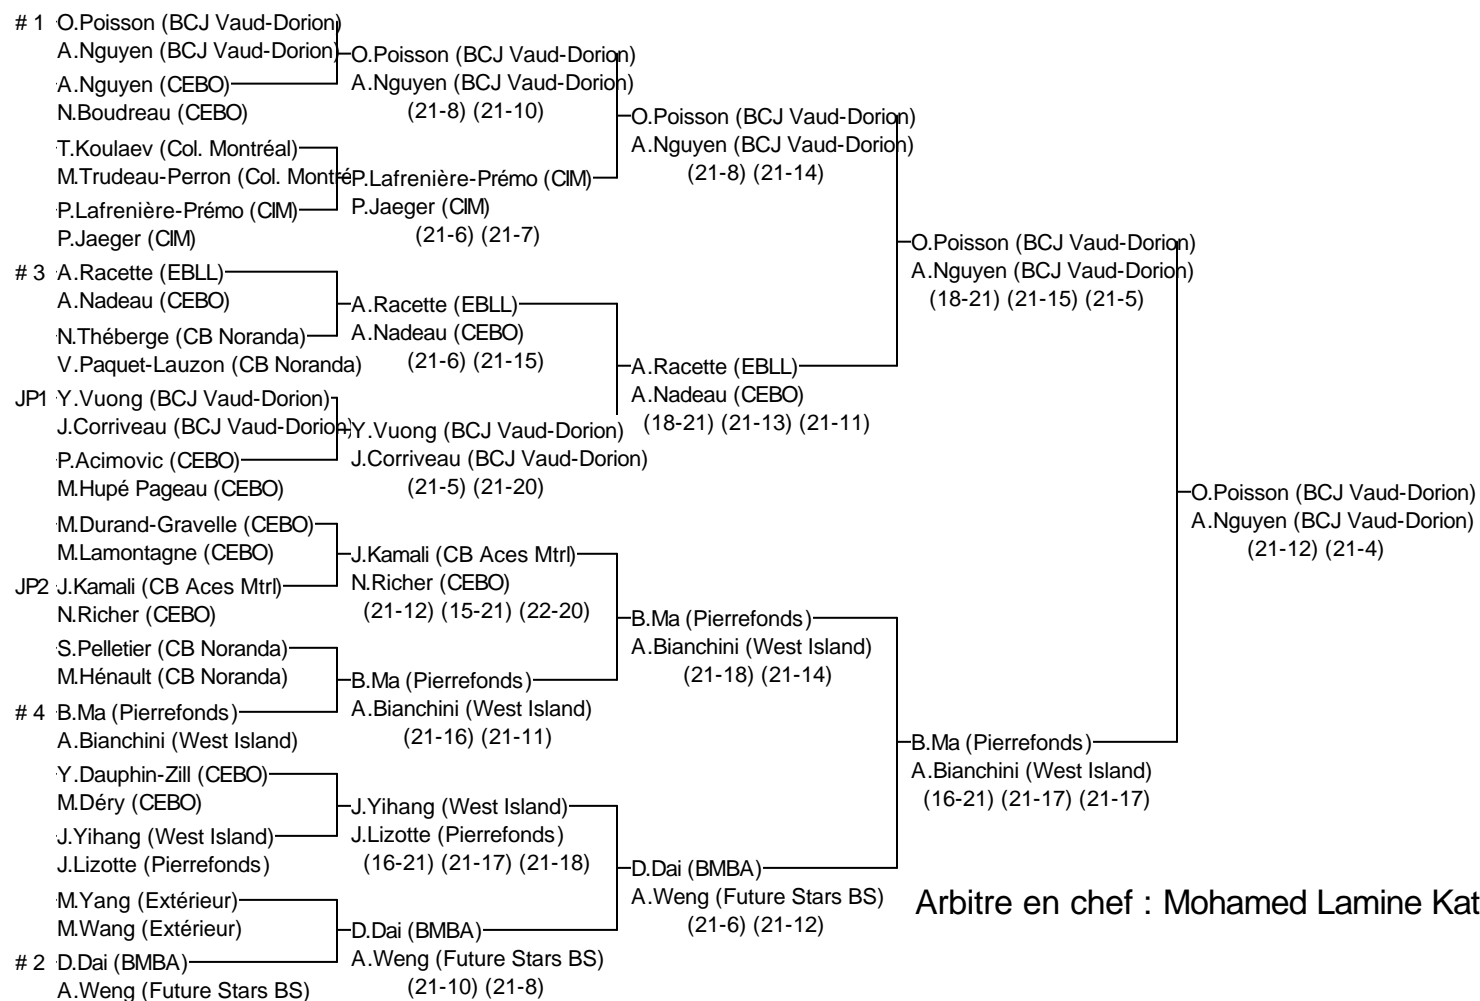 # 1 O.Poisson (BCJ Vaud-Dorion)
A.Nguyen (BCJ Vaud-Dorion)
A.Nguyen (CEBO)
N.Boudreau (CEBO)
T.Koulaev (Col. Montréal)
M.Trudeau-Perron (Col. Montré
P.Lafrenière-Prémo (CIM)
P.Jaeger (CIM)
# 3 A.Racette (EBLL)
A.Nadeau (CEBO)
N.Théberge (CB Noranda)
V.Paquet-Lauzon (CB Noranda)
JP1 Y.Vuong (BCJ Vaud-Dorion)
J.Corriveau (BCJ Vaud-Dorion)
P.Acimovic (CEBO)
M.Hupé Pageau (CEBO)
M.Durand-Gravelle (CEBO)
M.Lamontagne (CEBO)
JP2 J.Kamali (CB Aces Mtrl)
N.Richer (CEBO)
S.Pelletier (CB Noranda)
M.Hénault (CB Noranda)
# 4 B.Ma (Pierrefonds)
A.Bianchini (West Island)
Y.Dauphin-Zill (CEBO)
M.Déry (CEBO)
J.Yihang (West Island)
J.Lizotte (Pierrefonds)
M.Yang (Extérieur)
M.Wang (Extérieur)
# 2 D.Dai (BMBA)
A.Weng (Future Stars BS)
O.Poisson (BCJ Vaud-Dorion)
A.Nguyen (BCJ Vaud-Dorion)
(21-8) (21-10)
P.Lafrenière-Prémo (CIM)
P.Jaeger (CIM)
(21-6) (21-7)
A.Racette (EBLL)
A.Nadeau (CEBO)
(21-6) (21-15)
Y.Vuong (BCJ Vaud-Dorion)
J.Corriveau (BCJ Vaud-Dorion)
(21-5) (21-20)
J.Kamali (CB Aces Mtrl)
N.Richer (CEBO)
(21-12) (15-21) (22-20)
B.Ma (Pierrefonds)
A.Bianchini (West Island)
(21-16) (21-11)
J.Yihang (West Island)
J.Lizotte (Pierrefonds)
(16-21) (21-17) (21-18)
D.Dai (BMBA)
A.Weng (Future Stars BS)
(21-10) (21-8)
O.Poisson (BCJ Vaud-Dorion)
A.Nguyen (BCJ Vaud-Dorion)
(21-8) (21-14)
A.Racette (EBLL)
A.Nadeau (CEBO)
(18-21) (21-13) (21-11)
B.Ma (Pierrefonds)
A.Bianchini (West Island)
(21-18) (21-14)
D.Dai (BMBA)
A.Weng (Future Stars BS)
(21-6) (21-12)
O.Poisson (BCJ Vaud-Dorion)
A.Nguyen (BCJ Vaud-Dorion)
(18-21) (21-15) (21-5)
B.Ma (Pierrefonds)
A.Bianchini (West Island)
(16-21) (21-17) (21-17)
O.Poisson (BCJ Vaud-Dorion)
A.Nguyen (BCJ Vaud-Dorion)
(21-12) (21-4)
Arbitre en chef : Mohamed Lamine Kat